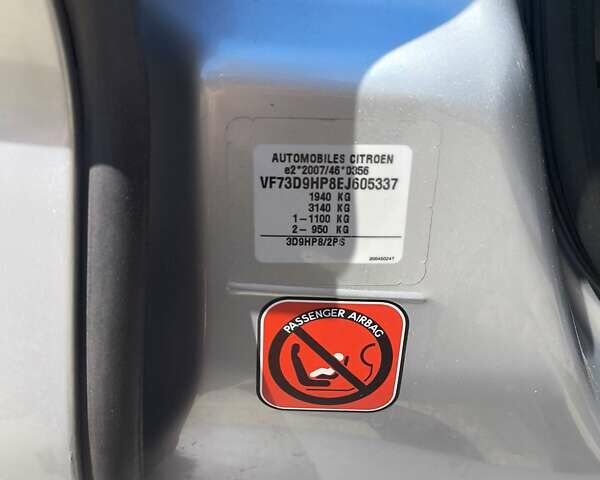 AUTOMOBILES CITROEN
e2*2007/46*0356
VF73D9HP8EJ605337
1940 KG
3140 KG
1-1100 KG
2- 950 KG
3D9HP8/2PS
PASSENGER AIRBAG